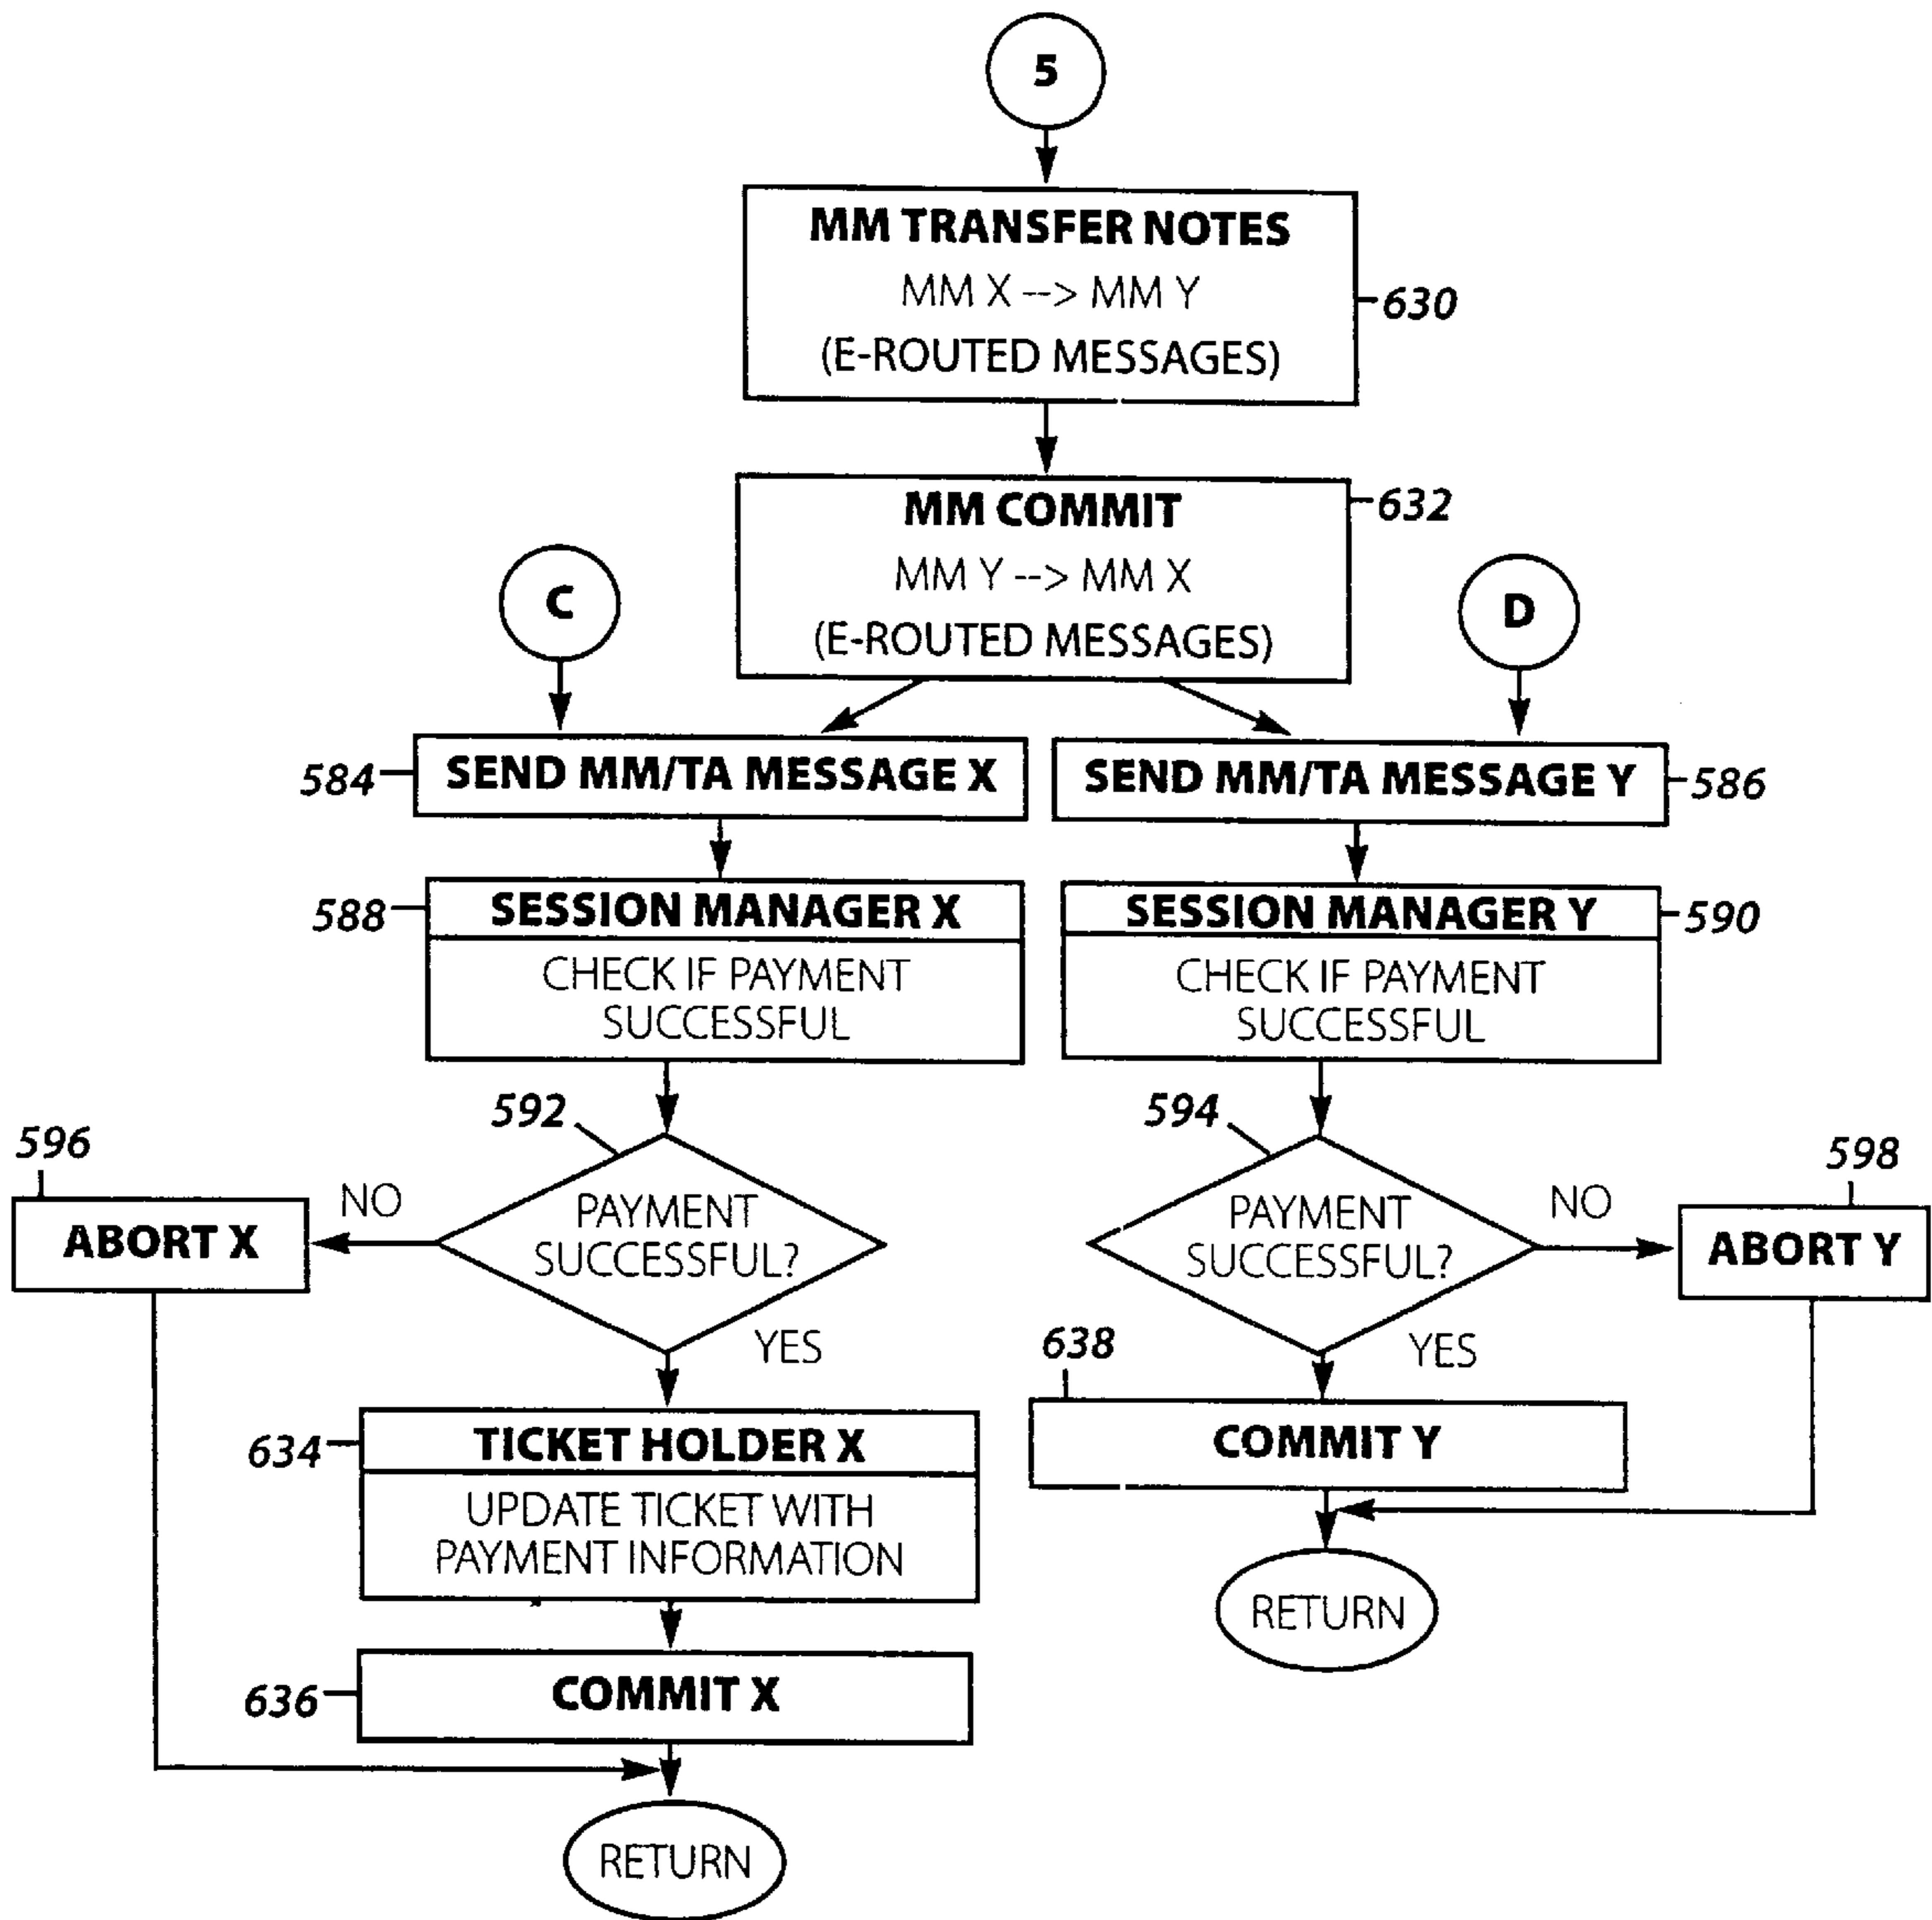 5
MM TRANSFER NOTES
MM X --> MM Y
(E-ROUTED MESSAGES)
630
MM COMMIT
MM Y --> MM X
(E-ROUTED MESSAGES)
632
C
D
584
SEND MM/TA MESSAGE X
SEND MM/TA MESSAGE Y
586
588
SESSION MANAGER X
CHECK IF PAYMENT
SUCCESSFUL
SESSION MANAGER Y
CHECK IF PAYMENT
SUCCESSFUL
590
592
PAYMENT
SUCCESSFUL?
NO
YES
596
ABORT X
594
PAYMENT
SUCCESSFUL?
NO
YES
598
ABORT Y
634
TICKET HOLDER X
UPDATE TICKET WITH
PAYMENT INFORMATION
638
COMMIT Y
RETURN
636
COMMIT X
RETURN